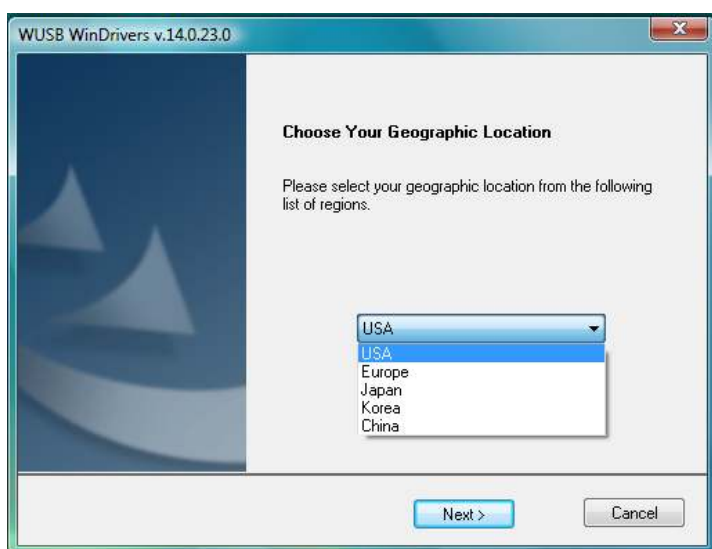 WUSB WinDrivers v.14.0.23.0
Choose Your Geographic Location
Please select your geographic location from the following
list of regions.
USA
USA
Europe
Japan
Korea
China
Next >
Cancel